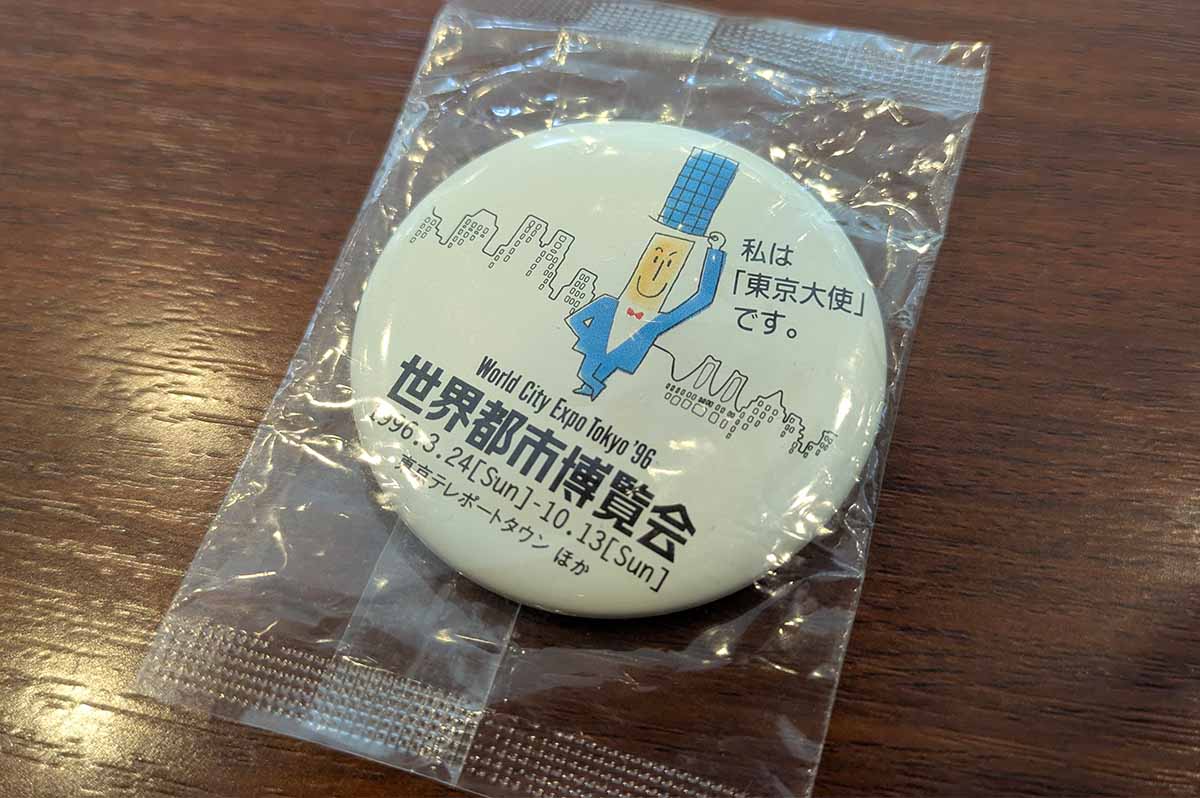 私は
「東京大使」
です。
World City Expo Tokyo '96
世界都市博覧会
1996.3.24[Sun]-10.13[Sun]
東京テレポートタウン ほか